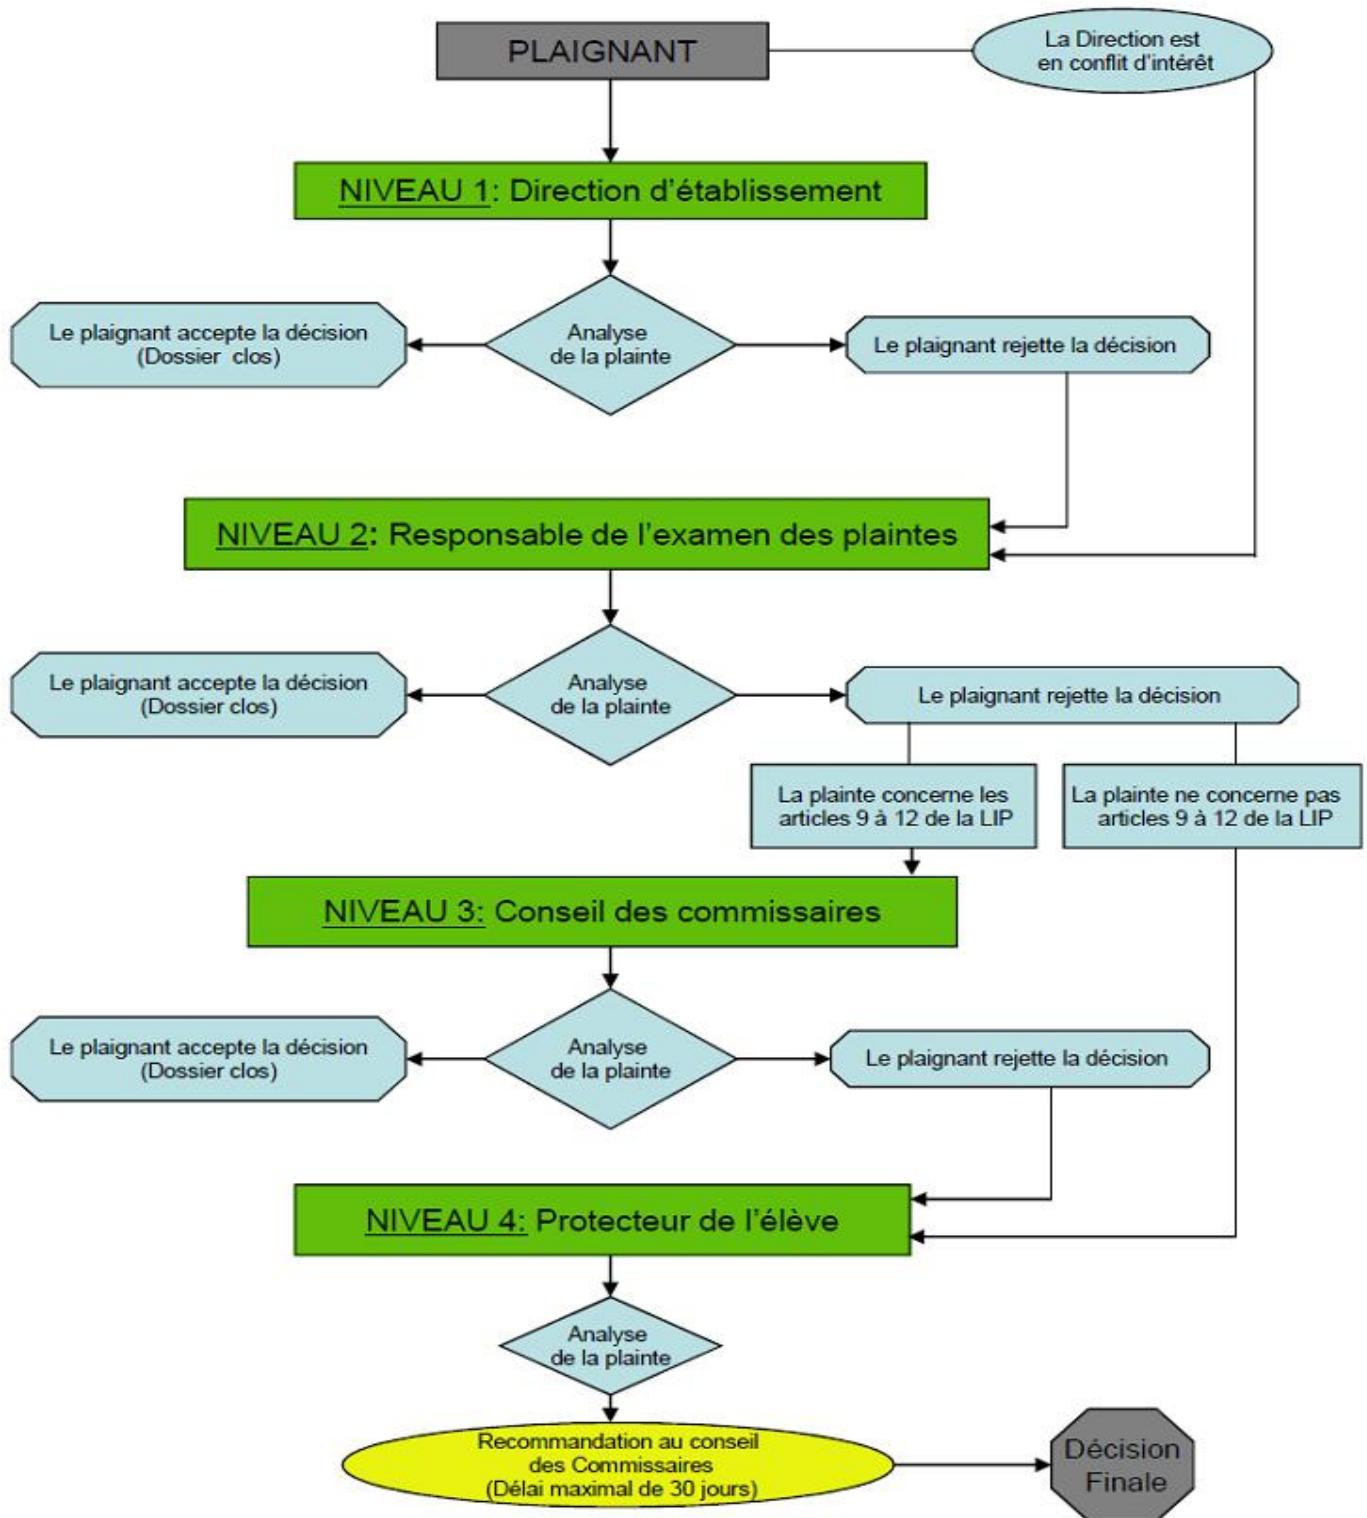 PLAIGNANT
La Direction est
en conflit d'intérêt
NIVEAU 1: Direction d'établissement
Le plaignant accepte la décision
(Dossier clos)
Analyse
de la plainte
Le plaignant rejette la décision
NIVEAU 2: Responsable de l'examen des plaintes
Le plaignant accepte la décision
(Dossier clos)
Analyse
de la plainte
Le plaignant rejette la décision
La plainte concerne les
articles 9 à 12 de la LIP
La plainte ne concerne pas
articles 9 à 12 de la LIP
NIVEAU 3: Conseil des commissaires
Le plaignant accepte la décision
(Dossier clos)
Analyse
de la plainte
Le plaignant rejette la décision
NIVEAU 4: Protecteur de l'élève
Analyse
de la plainte
Recommandation au conseil
des Commissaires
(Délai maximal de 30 jours)
Décision
Finale